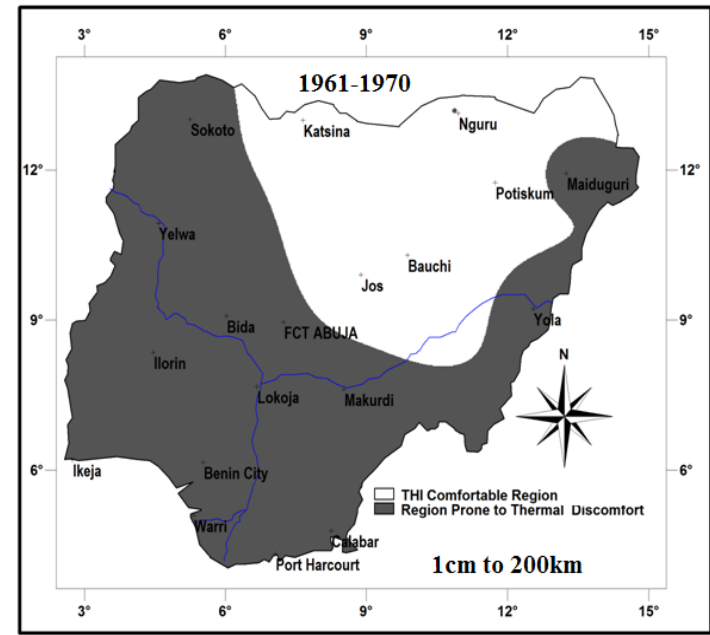 3° 6° 9° 12° 15°
1961-1970
Sokoto
Katsina
Nguru
12° 12°
Potiskum
Maiduguri
Yelwa
Bauchi
Jos
9° 9°
Bida
FCT ABUJA
Yola
Ilorin
N
Lokoja
Makurdi
6° 6°
Ikeja
Benin City
THI Comfortable Region
Region Prone to Thermal Discomfort
Warri
Calabar
Port Harcourt
1cm to 200km
3° 6° 9° 12° 15°